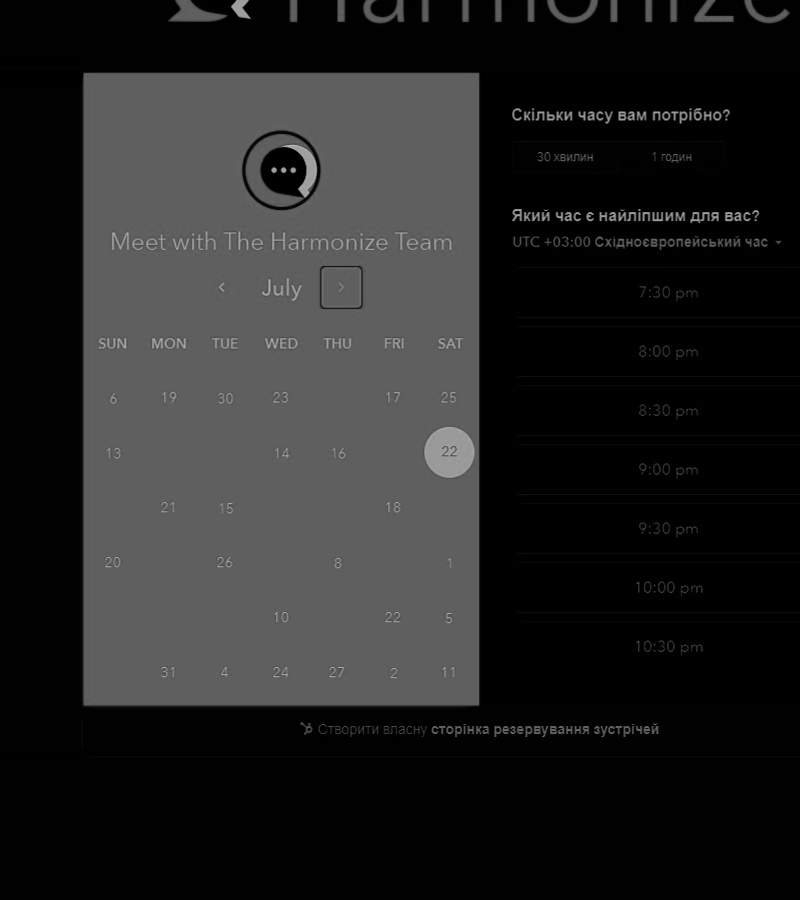 Harmonize
Meet with The Harmonize Team
July
SUN MON TUE WED THU FRI SAT
6 19 30 23 17 25
13 14 16 22
21 15 18
20 26 8 1
10 22 5
31 4 24 27 2 11
Скільки часу вам потрібно?
30 хвилин 1 годин
Який час є найліпшим для вас?
UTC +03:00 Східноєвропейський час
7:30 pm
8:00 pm
8:30 pm
9:00 pm
9:30 pm
10:00 pm
10:30 pm
Створити власну сторінка резервування зустрічей